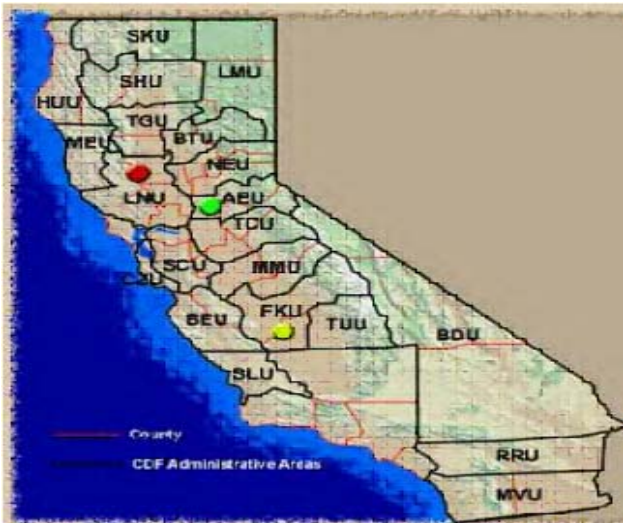 SKU
LMU
SHU
HUU
TGU
MEU
BTU
NEU
LNU
AEU
TCU
SCU
MMU
CZU
BEU
FKU
TUU
BDU
SLU
County
CDF Administrative Areas
RRU
MVU